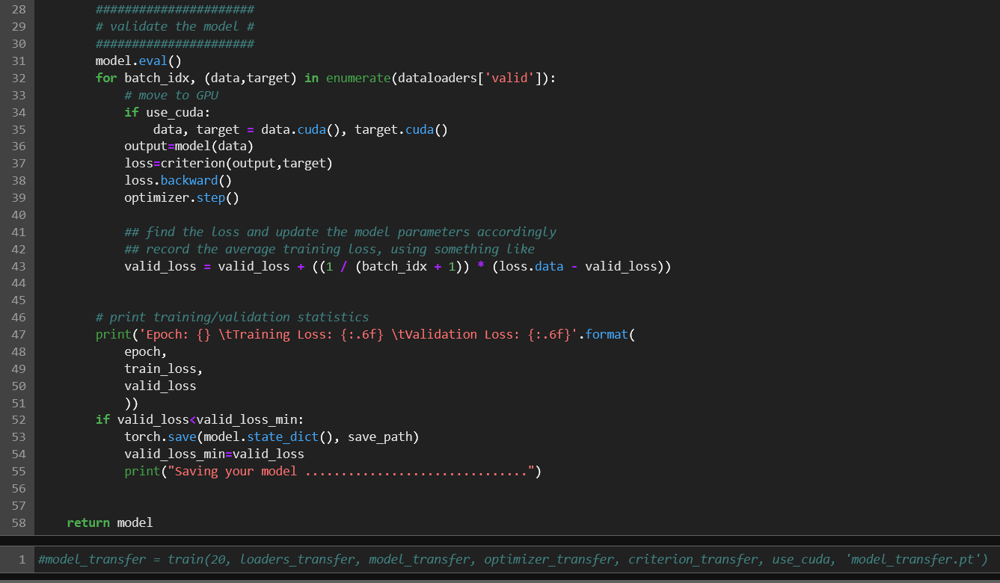 28         ######################
29         # validate the model #
30         ######################
31         model.eval()
32         for batch_idx, (data,target) in enumerate(dataloaders['valid']):
33             # move to GPU
34             if use_cuda:
35                 data, target = data.cuda(), target.cuda()
36             output=model(data)
37             loss=criterion(output,target)
38             loss.backward()
39             optimizer.step()
40
41             ## find the loss and update the model parameters accordingly
42             ## record the average training loss, using something like
43             valid_loss = valid_loss + ((1 / (batch_idx + 1)) * (loss.data - valid_loss))
44
45
46         # print training/validation statistics
47         print('Epoch: {} \tTraining Loss: {:.6f} \tValidation Loss: {:.6f}'.format(
48             epoch,
49             train_loss,
50             valid_loss
51             ))
52         if valid_loss<valid_loss_min:
53             torch.save(model.state_dict(), save_path)
54             valid_loss_min=valid_loss
55             print("Saving your model ...............................")
56
57
58     return model
1 #model_transfer = train(20, loaders_transfer, model_transfer, optimizer_transfer, criterion_transfer, use_cuda, 'model_transfer.pt')